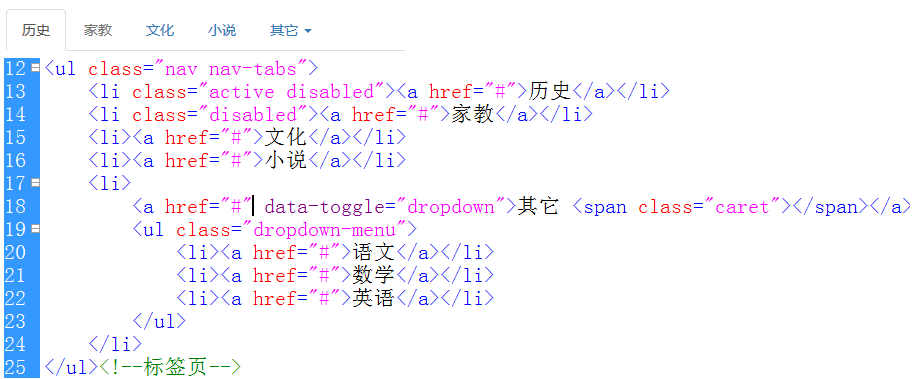 历史 家教 文化 小说 其它
12 <ul class="nav nav-tabs">
13     <li class="active disabled"><a href="#">历史</a></li>
14     <li class="disabled"><a href="#">家教</a></li>
15     <li><a href="#">文化</a></li>
16     <li><a href="#">小说</a></li>
17     <li>
18         <a href="#" data-toggle="dropdown">其它 <span class="caret"></span></a>
19         <ul class="dropdown-menu">
20             <li><a href="#">语文</a></li>
21             <li><a href="#">数学</a></li>
22             <li><a href="#">英语</a></li>
23         </ul>
24     </li>
25 </ul><!--标签页-->